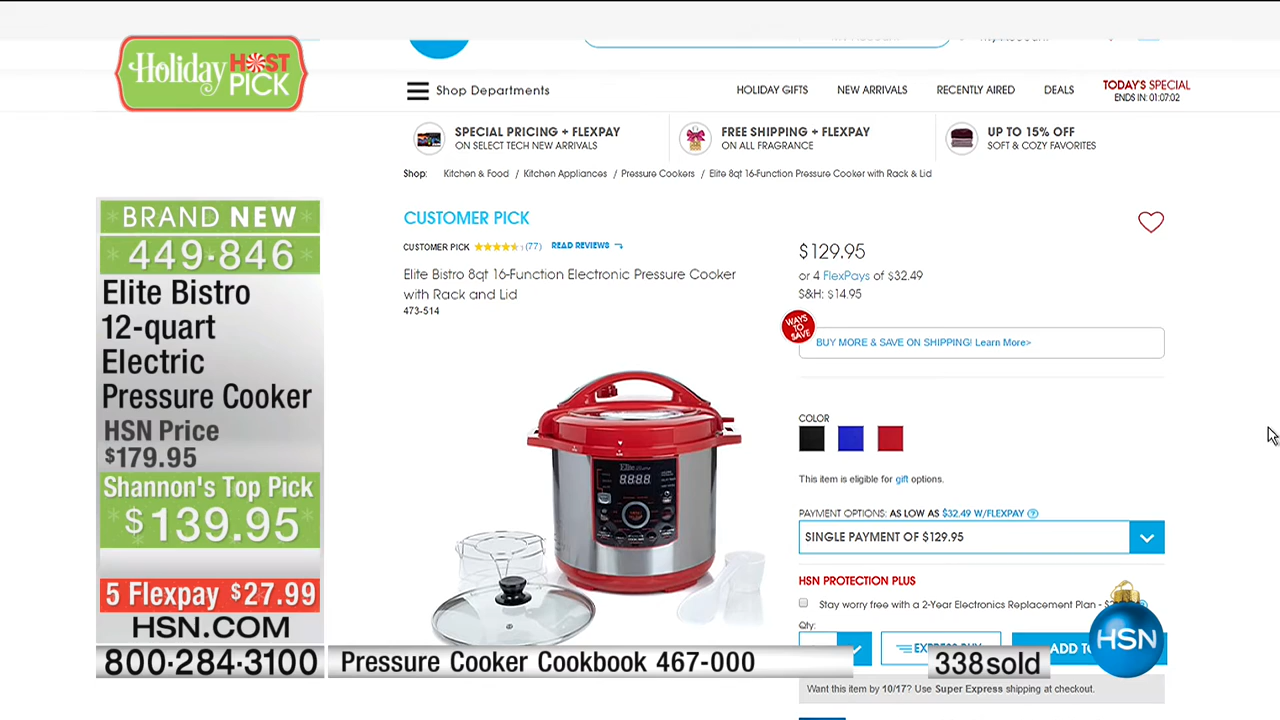 Holiday HOST PICK
Shop Departments
HOLIDAY GIFTS NEW ARRIVALS RECENTLY AIRED DEALS
TODAY'S SPECIAL
ENDS IN: 01:07:02
SPECIAL PRICING + FLEXPAY
ON SELECT TECH NEW ARRIVALS
FREE SHIPPING + FLEXPAY
ON ALL FRAGRANCE
UP TO 15% OFF
SOFT & COZY FAVORITES
Shop: Kitchen & Food / Kitchen Appliances / Pressure Cookers / Elite 8qt 16-Function Pressure Cooker with Rack & Lid
BRAND NEW
449-846
Elite Bistro
12-quart
Electric
Pressure Cooker
HSN Price
$179.95
Shannon's Top Pick
$139.95
5 Flexpay $27.99
HSN.COM
800-284-3100
CUSTOMER PICK
CUSTOMER PICK (77) READ REVIEWS
Elite Bistro 8qt 16-Function Electronic Pressure Cooker
with Rack and Lid
473-514
Elite Bistro
8.8.8.8.
$129.95
or 4 FlexPays of $32.49
S&H: $14.95
WAYS TO SAVE
BUY MORE & SAVE ON SHIPPING! Learn More>
COLOR
This item is eligible for gift options.
PAYMENT OPTIONS: AS LOW AS $32.49 W/FLEXPAY
SINGLE PAYMENT OF $129.95
HSN PROTECTION PLUS
Stay worry free with a 2-Year Electronics Replacement Plan -
Qty:
HSN
Pressure Cooker Cookbook 467-000
338 sold
Want this item by 10/17? Use Super Express shipping at checkout.